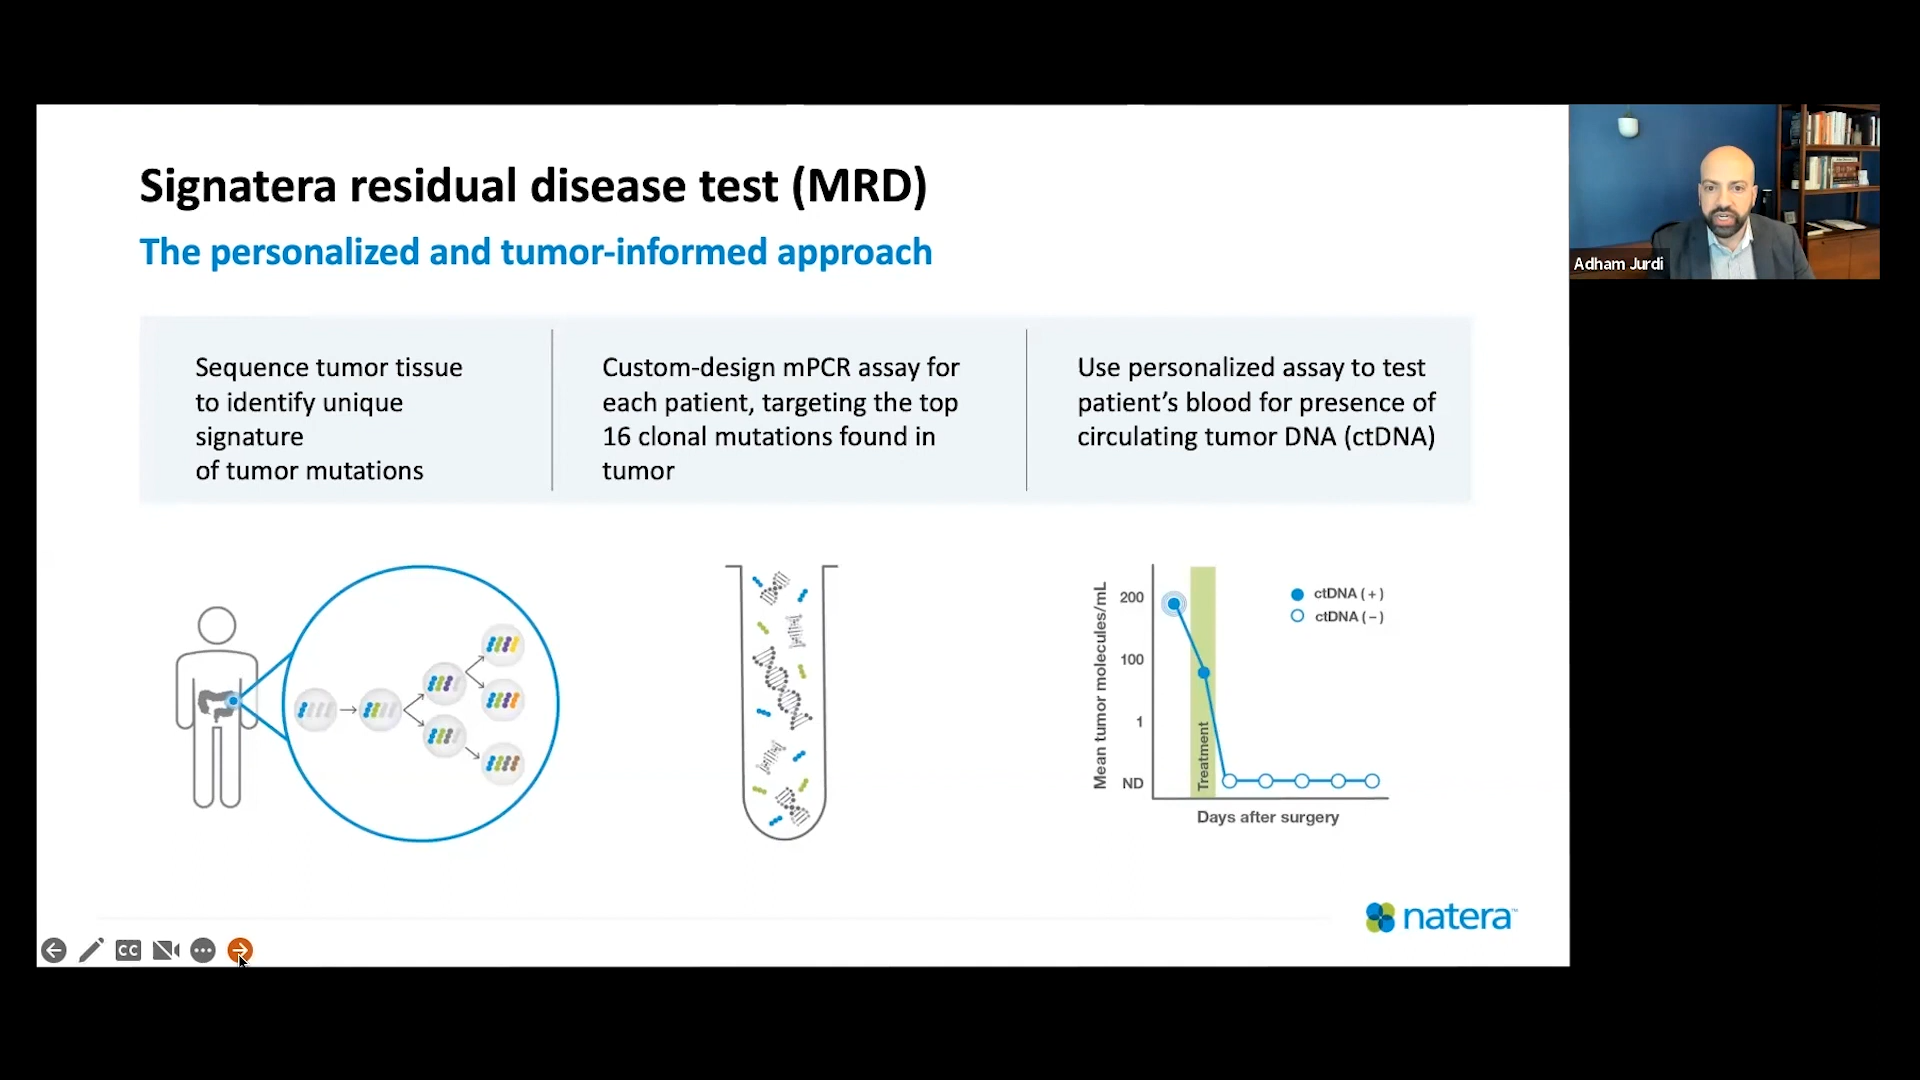 Signatera residual disease test (MRD)
The personalized and tumor-informed approach
Sequence tumor tissue
to identify unique
signature
of tumor mutations
Custom-design mPCR assay for
each patient, targeting the top
16 clonal mutations found in
tumor
Use personalized assay to test
patient's blood for presence of
circulating tumor DNA (ctDNA)
Mean tumor molecules/mL
200
100
1
ND
Treatment
ctDNA (+)
ctDNA (−)
Days after surgery
natera™
CC
Adham Jurdi